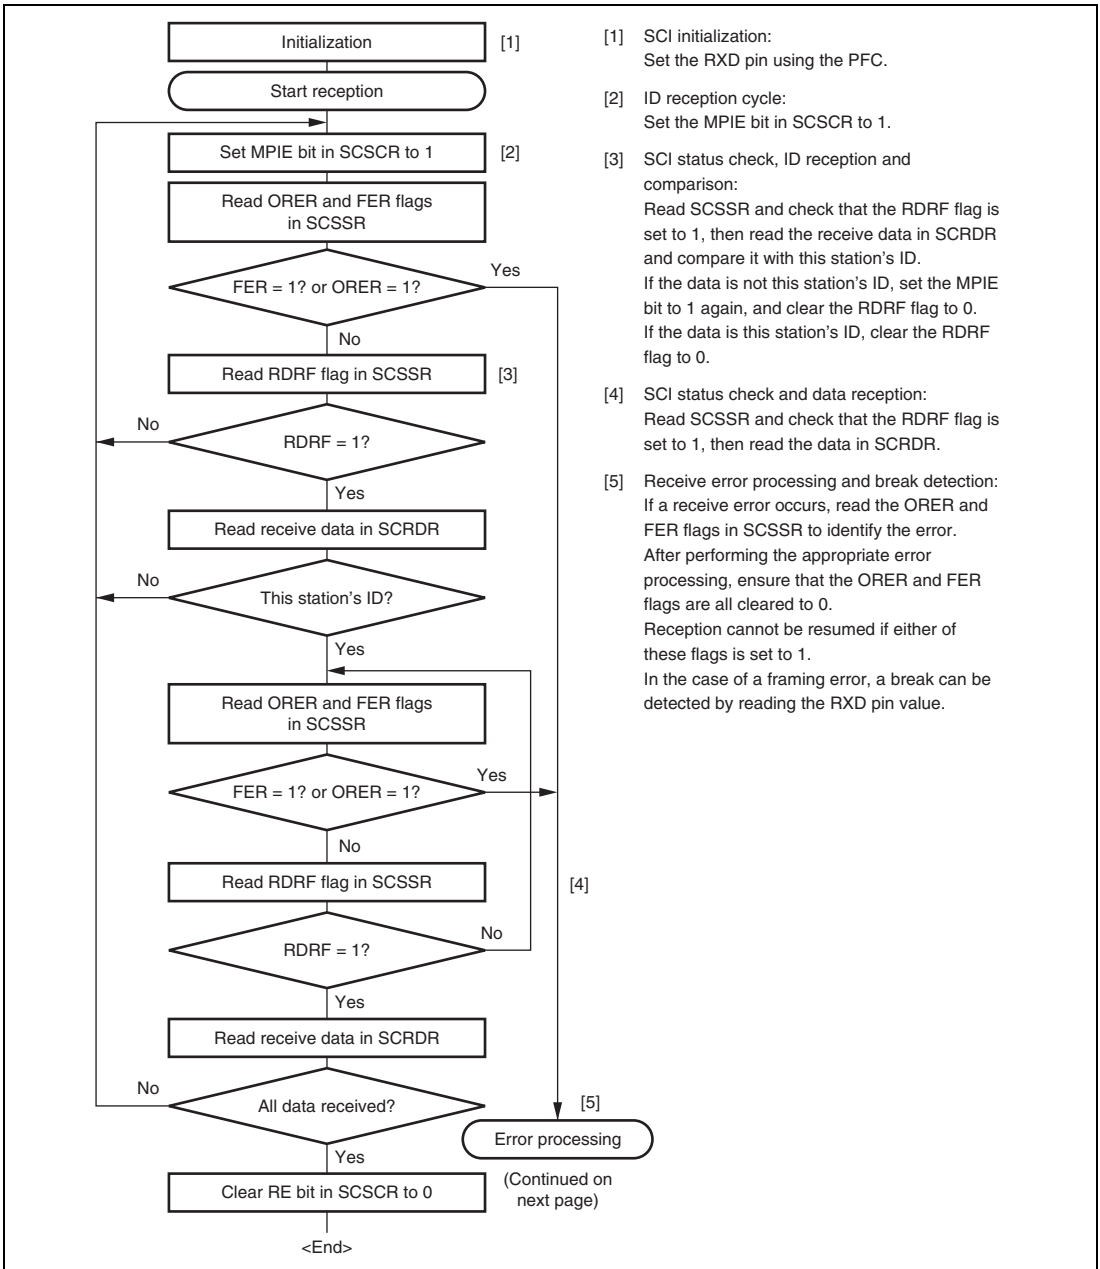 Initialization
[1]
Start reception
Set MPIE bit in SCSCR to 1
[2]
Read ORER and FER flags
in SCSSR
FER = 1? or ORER = 1?
Yes
No
Read RDRF flag in SCSSR
[3]
No
RDRF = 1?
Yes
Read receive data in SCRDR
No
This station's ID?
Yes
Read ORER and FER flags
in SCSSR
FER = 1? or ORER = 1?
Yes
No
Read RDRF flag in SCSSR
[4]
RDRF = 1?
No
Yes
Read receive data in SCRDR
No
All data received?
[5]
Error processing
Yes
(Continued on
next page)
Clear RE bit in SCSCR to 0
<End>
[1] SCI initialization:
Set the RXD pin using the PFC.
[2] ID reception cycle:
Set the MPIE bit in SCSCR to 1.
[3] SCI status check, ID reception and
comparison:
Read SCSSR and check that the RDRF flag is
set to 1, then read the receive data in SCRDR
and compare it with this station's ID.
If the data is not this station's ID, set the MPIE
bit to 1 again, and clear the RDRF flag to 0.
If the data is this station's ID, clear the RDRF
flag to 0.
[4] SCI status check and data reception:
Read SCSSR and check that the RDRF flag is
set to 1, then read the data in SCRDR.
[5] Receive error processing and break detection:
If a receive error occurs, read the ORER and
FER flags in SCSSR to identify the error.
After performing the appropriate error
processing, ensure that the ORER and FER
flags are all cleared to 0.
Reception cannot be resumed if either of
these flags is set to 1.
In the case of a framing error, a break can be
detected by reading the RXD pin value.